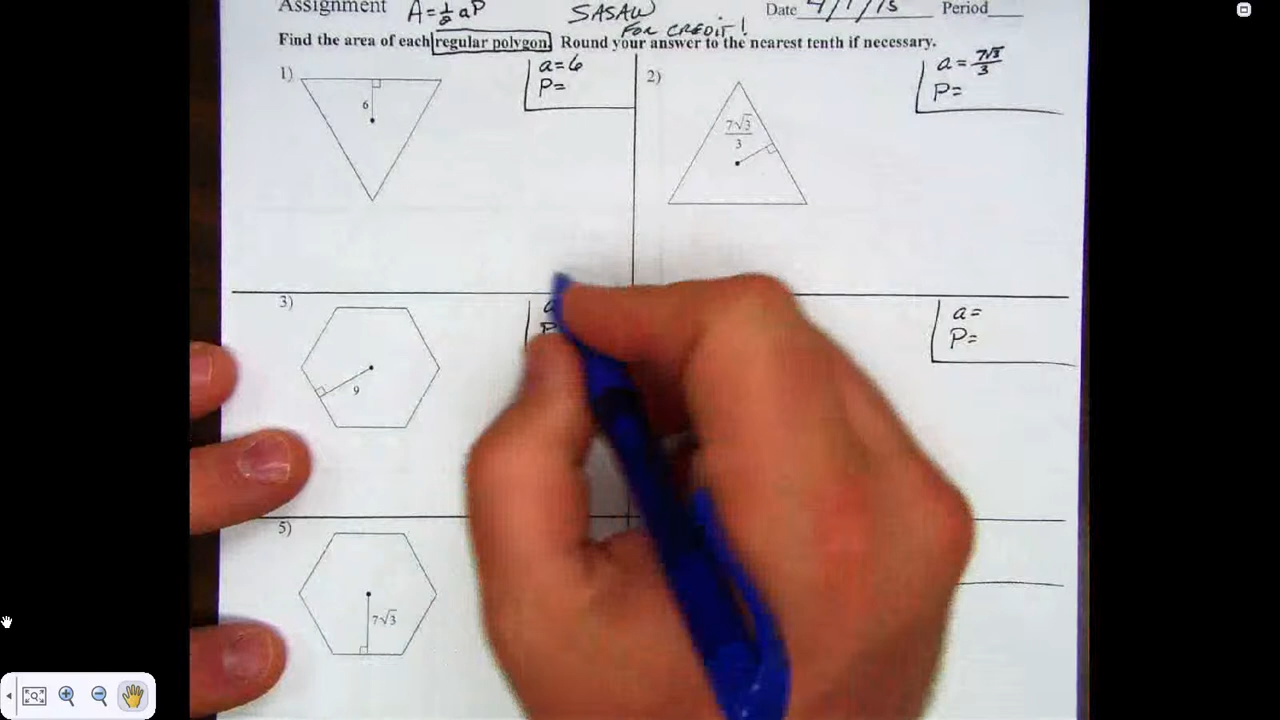 Assignment A = 1/2 aP SASAW Date 4/1/15 Period
FOR CREDIT!
Find the area of each regular polygon. Round your answer to the nearest tenth if necessary.
1)
6
a = 6
P =
2)
7√3/3
a = 7√3/3
P =
3)
9
a
P
a =
P =
5)
7√3